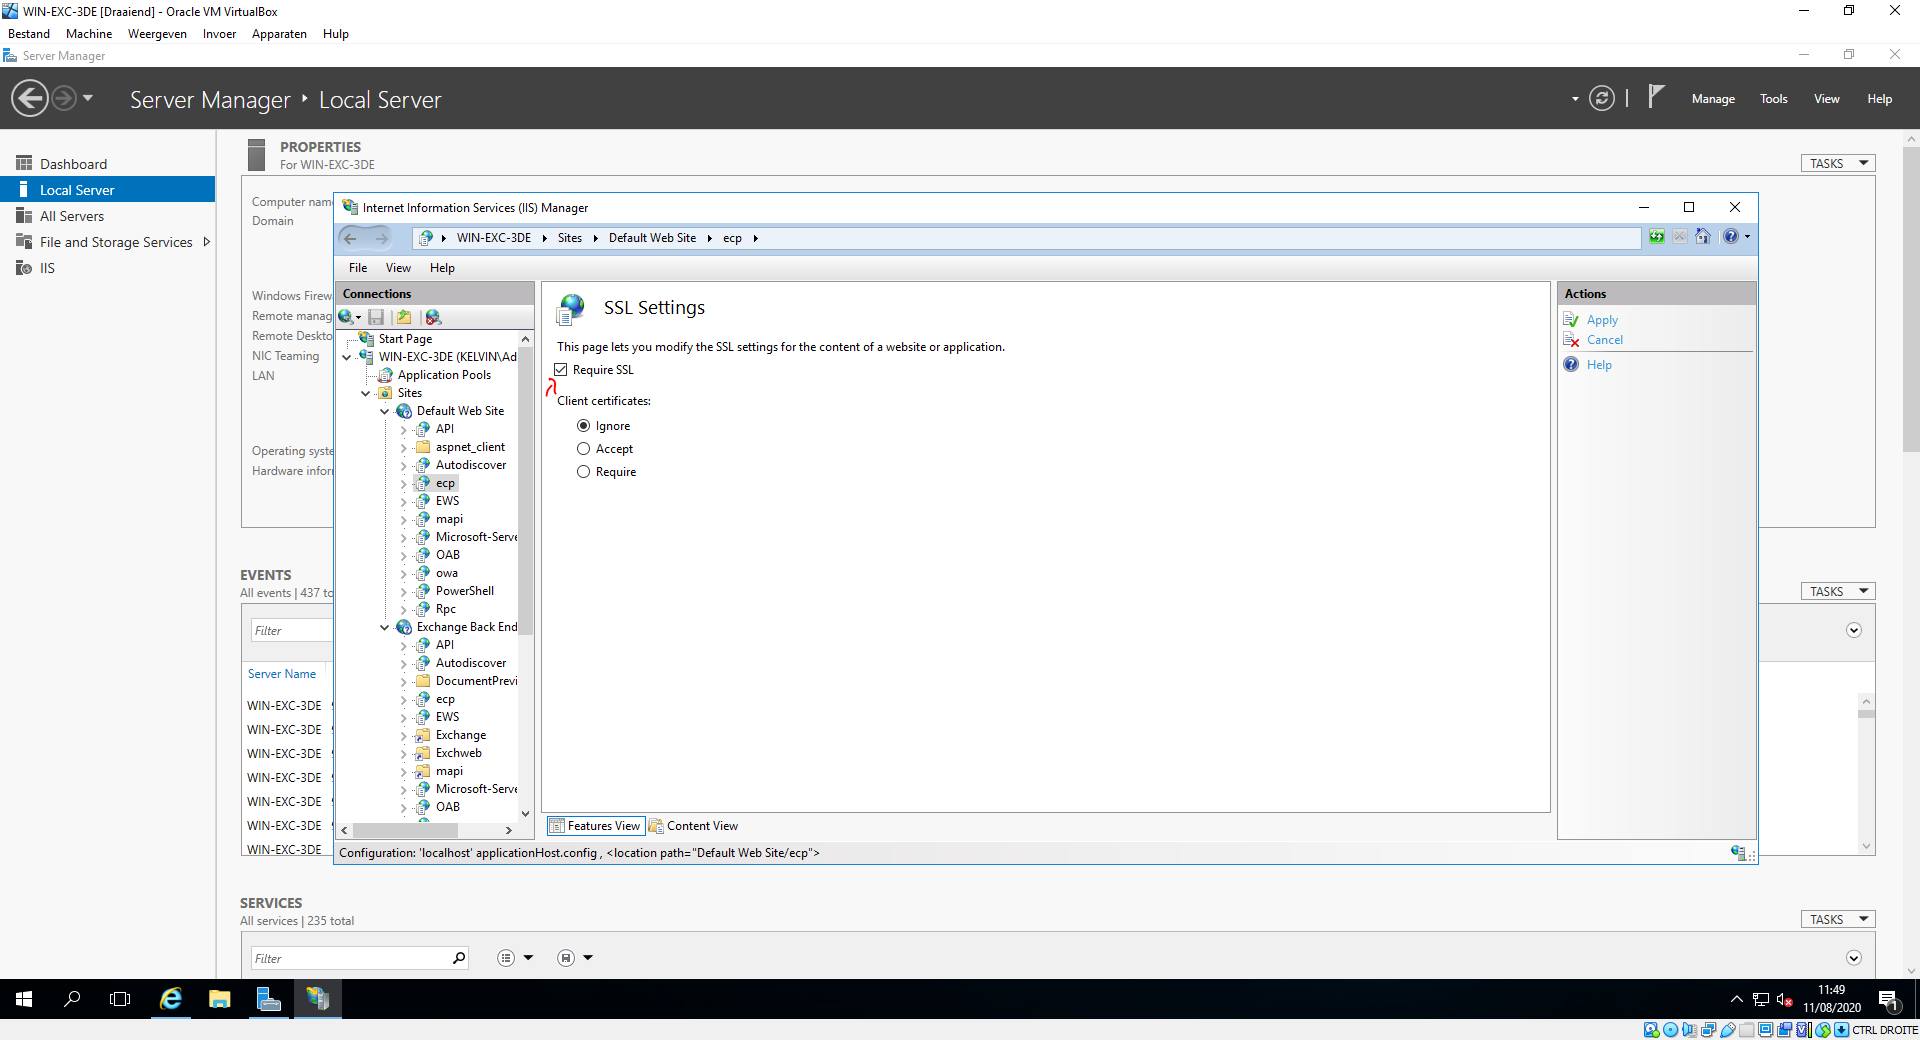 WIN-EXC-3DE [Draaiend] - Oracle VM VirtualBox
Bestand Machine Weergeven Invoer Apparaten Hulp
Server Manager
Server Manager Local Server
Manage Tools View Help
Dashboard
Local Server
All Servers
File and Storage Services
IIS
PROPERTIES
For WIN-EXC-3DE
TASKS
Computer name
Domain
Windows Firew
Remote manag
Remote Deskto
NIC Teaming
LAN
Operating syste
Hardware infor
EVENTS
All events | 437 to
TASKS
Filter
Server Name
WIN-EXC-3DE
WIN-EXC-3DE
WIN-EXC-3DE
WIN-EXC-3DE
WIN-EXC-3DE
WIN-EXC-3DE
WIN-EXC-3DE
Internet Information Services (IIS) Manager
WIN-EXC-3DE Sites Default Web Site ecp
File View Help
Connections
Start Page
WIN-EXC-3DE (KELVIN\Ad
Application Pools
Sites
Default Web Site
API
aspnet_client
Autodiscover
ecp
EWS
mapi
Microsoft-Serve
OAB
owa
PowerShell
Rpc
Exchange Back End
API
Autodiscover
DocumentPrevi
ecp
EWS
Exchange
Exchweb
mapi
Microsoft-Serve
OAB
SSL Settings
This page lets you modify the SSL settings for the content of a website or application.
Require SSL
Client certificates:
Ignore
Accept
Require
Features View Content View
Actions
Apply
Cancel
Help
Configuration: 'localhost' applicationHost.config , <location path="Default Web Site/ecp">
SERVICES
All services | 235 total
TASKS
Filter
11:49
11/08/2020
1
CTRL DROITE